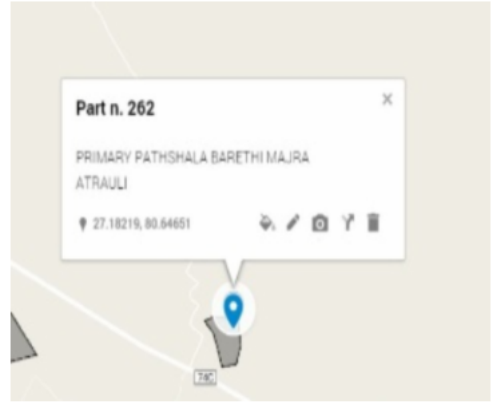 Part n. 262
PRIMARY PATHSHALA BARETHI MAJRA
ATRAULI
27.18219, 80.64651